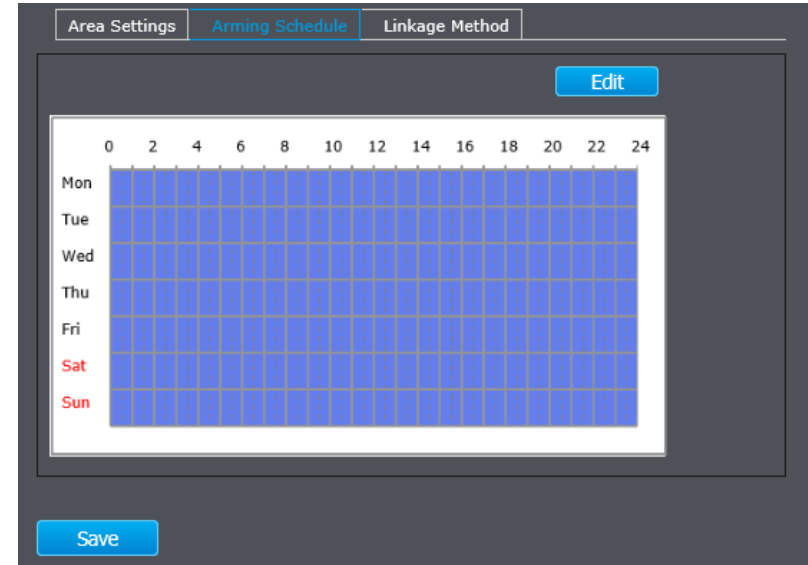 Area Settings Arming Schedule Linkage Method
Edit
0 2 4 6 8 10 12 14 16 18 20 22 24
Mon
Tue
Wed
Thu
Fri
Sat
Sun
Save